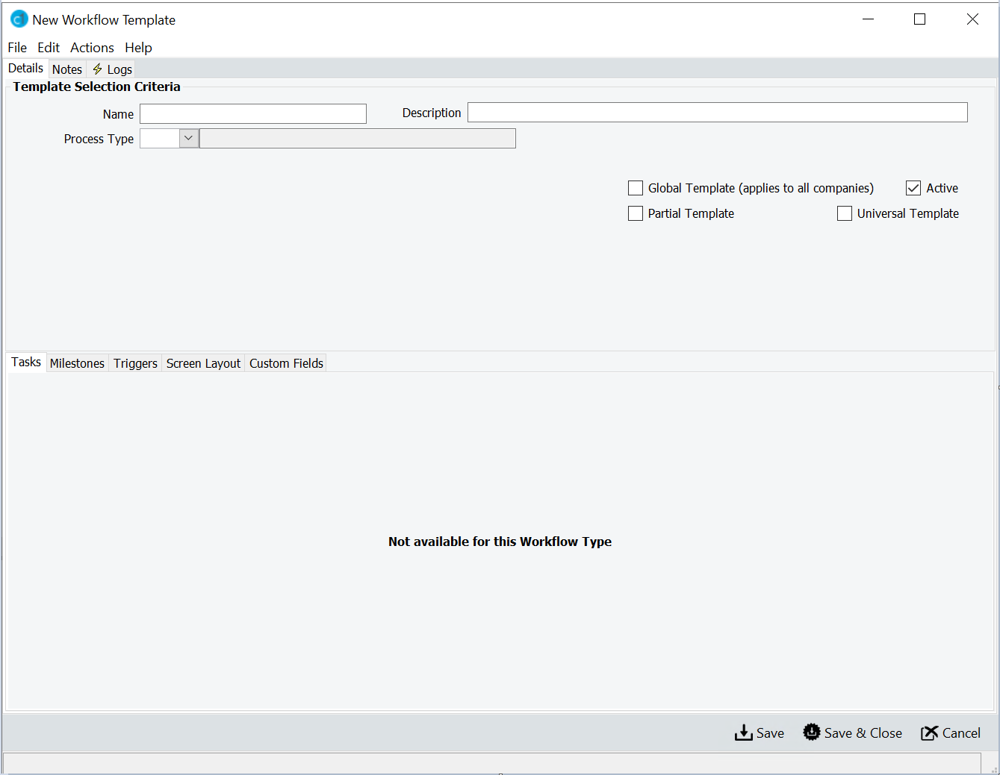 New Workflow Template
File Edit Actions Help
Details Notes Logs
Template Selection Criteria
Name Description
Process Type
Global Template (applies to all companies) Active
Partial Template Universal Template
Tasks Milestones Triggers Screen Layout Custom Fields
Not available for this Workflow Type
Save Save & Close Cancel